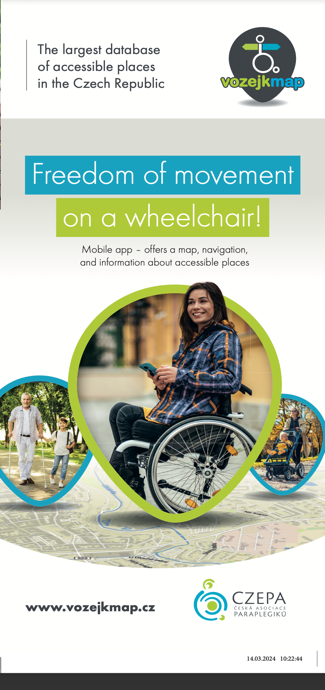 The largest database
of accessible places
in the Czech Republic
vozejkmap
Freedom of movement
on a wheelchair!
Mobile app – offers a map, navigation,
and information about accessible places
www.vozejkmap.cz
CZEPA
ČESKÁ ASOCIACE
PARAPLEGIKŮ
14.03.2024 10:22:44